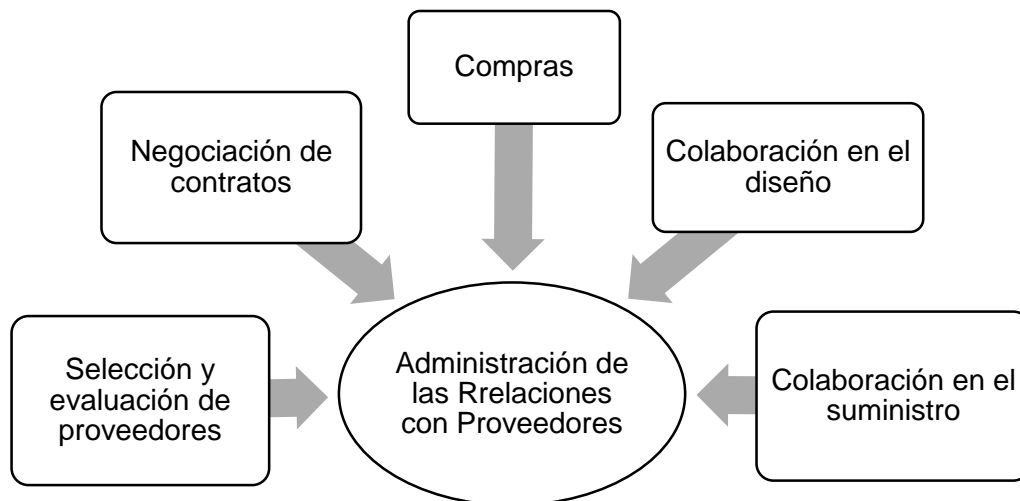 Compras
Negociación de
contratos
Colaboración en el
diseño
Selección y
evaluación de
proveedores
Administración de
las Rrelaciones
con Proveedores
Colaboración en el
suministro